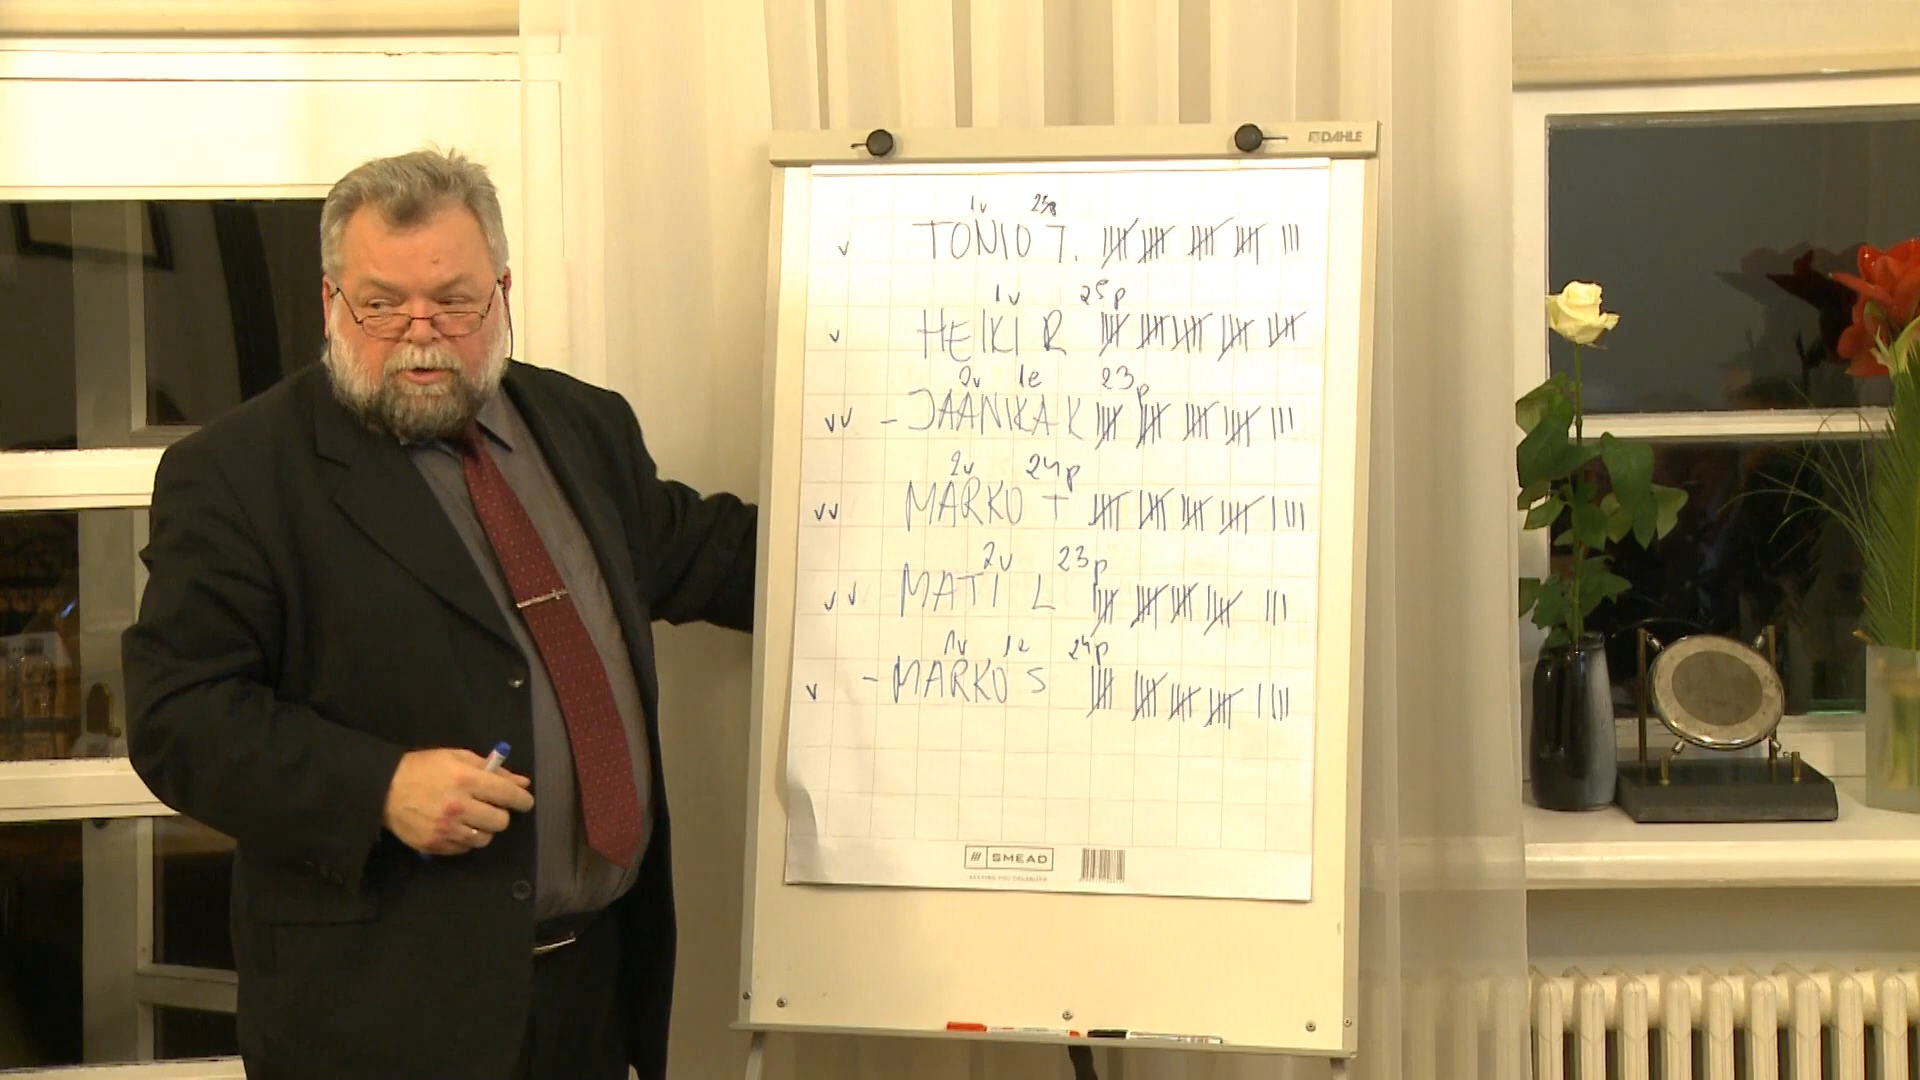 DAHLE
1v 23p
v TONIO T. |||| |||| |||| |||| |||
1v 25p
v HEIKI R |||| |||| |||| |||| ||||
2v 1e 23p
vv - JAANIKA K |||| |||| |||| |||| |||
2v 24p
vv MARKO T |||| |||| |||| |||| ||||
2v 23p
vv MATI L |||| |||| |||| |||| |||
1v 1e 24p
v - MARKO S |||| |||| |||| |||| ||||
SMEAD